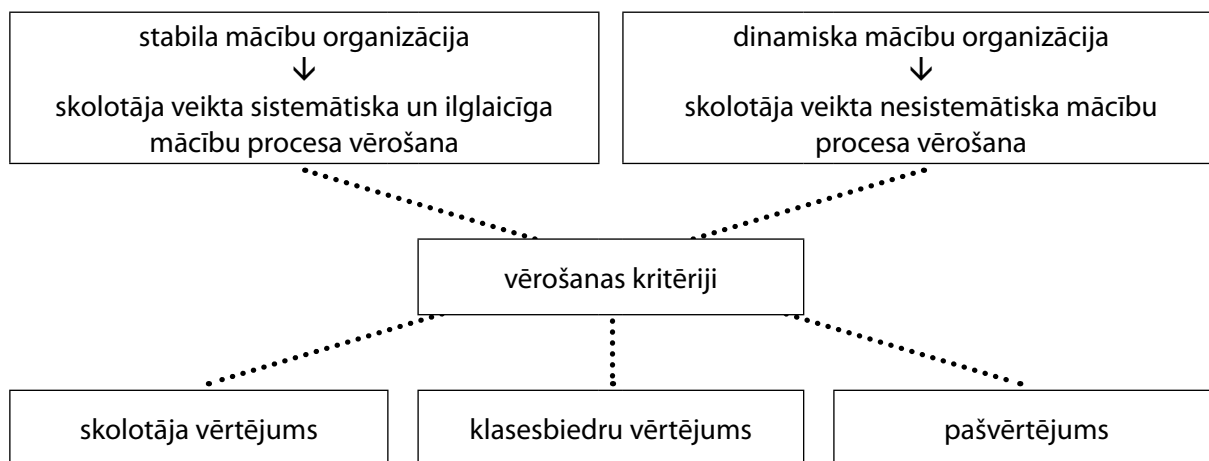 stabila mācību organizācija
↓
skolotāja veikta sistemātiska un ilglaicīga
mācību procesa vērošana
dinamiska mācību organizācija
↓
skolotāja veikta nesistemātiska mācību
procesa vērošana
vērošanas kritēriji
skolotāja vērtējums
klasesbiedru vērtējums
pašvērtējums